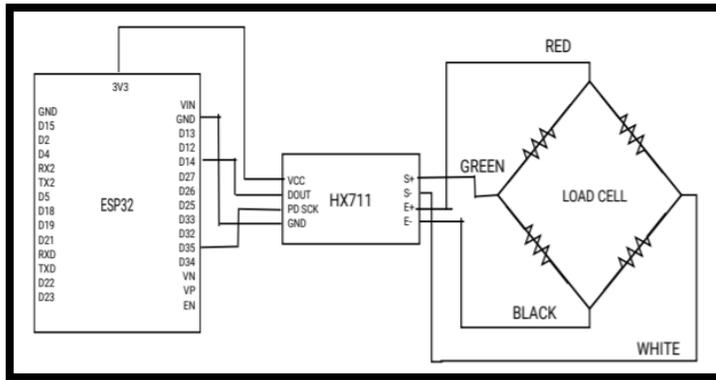 3V3
GND
D15
D2
D4
RX2
TX2
D5
D18
D19
D21
RXD
TXD
D22
D23
ESP32
VIN
GND
D13
D12
D14
D27
D26
D25
D33
D32
D35
D34
VN
VP
EN
VCC
DOUT
PD SCK
GND
HX711
S+
S-
E+
E-
RED
GREEN
LOAD CELL
BLACK
WHITE